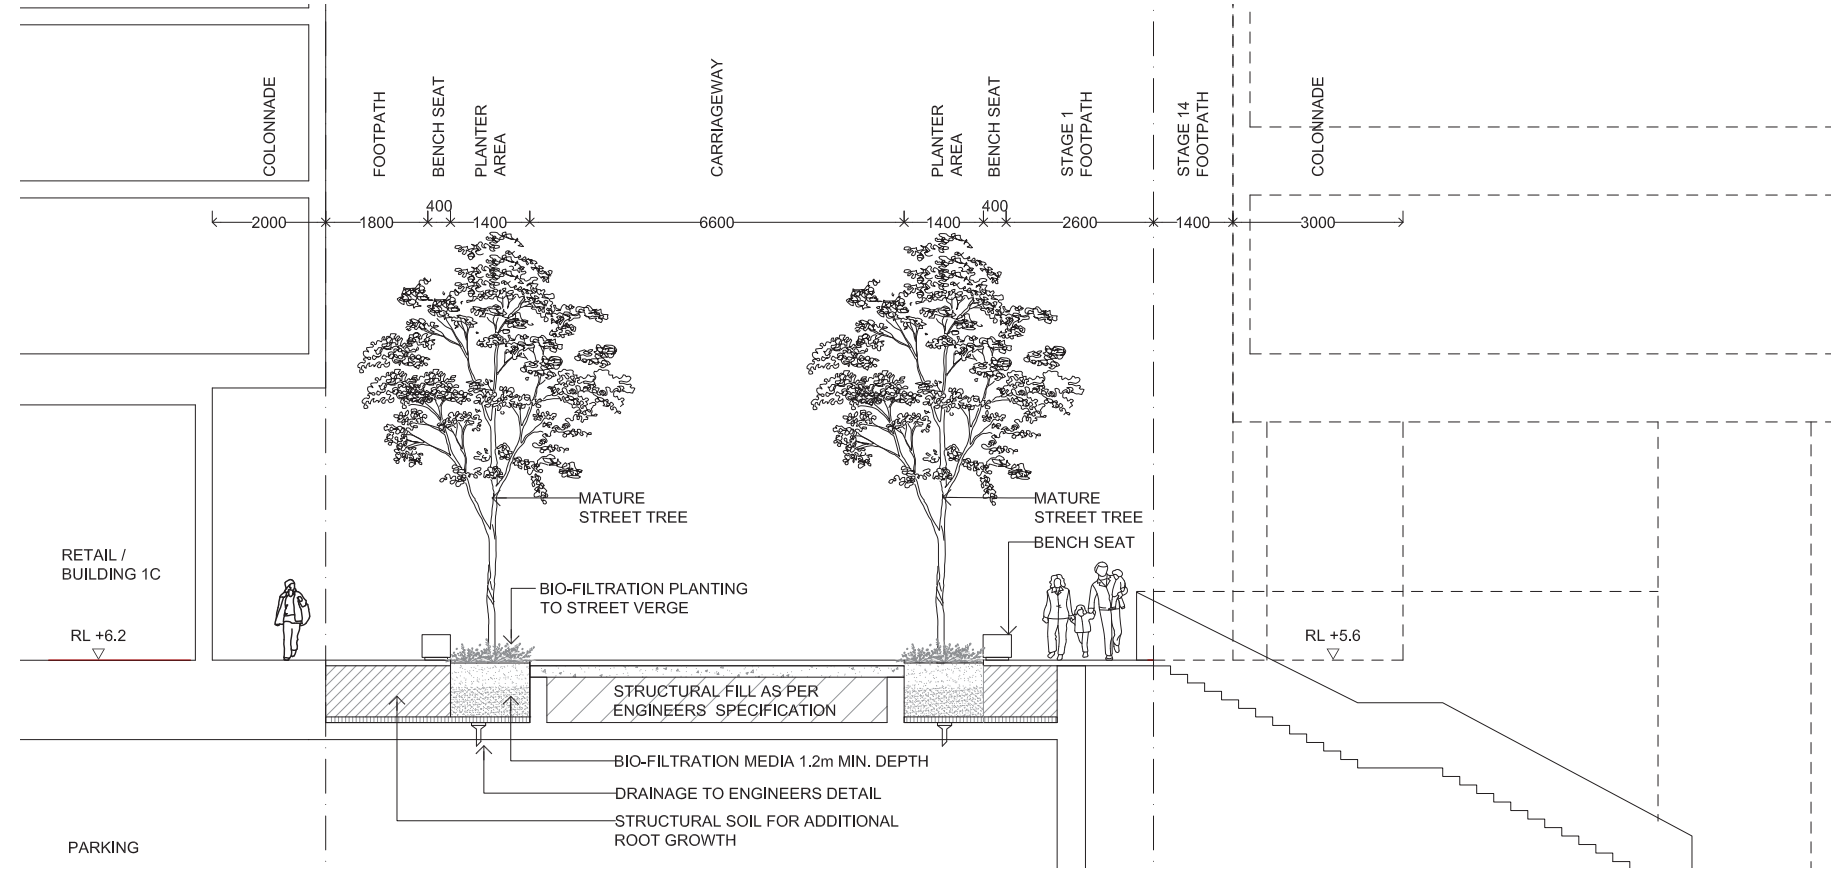 COLONNADE
FOOTPATH
BENCH SEAT
PLANTER
AREA
CARRIAGEWAY
PLANTER
AREA
BENCH SEAT
STAGE 1
FOOTPATH
STAGE 14
FOOTPATH
COLONNADE
2000
1800
400
1400
6600
1400
400
2600
1400
3000
MATURE
STREET TREE
MATURE
STREET TREE
BENCH SEAT
RETAIL /
BUILDING 1C
BIO-FILTRATION PLANTING
TO STREET VERGE
RL +6.2
RL +5.6
STRUCTURAL FILL AS PER
ENGINEERS SPECIFICATION
BIO-FILTRATION MEDIA 1.2m MIN. DEPTH
DRAINAGE TO ENGINEERS DETAIL
STRUCTURAL SOIL FOR ADDITIONAL
ROOT GROWTH
PARKING